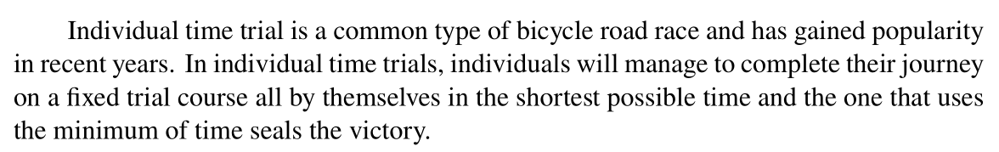 Individual time trial is a common type of bicycle road race and has gained popularity
in recent years. In individual time trials, individuals will manage to complete their journey
on a fixed trial course all by themselves in the shortest possible time and the one that uses
the minimum of time seals the victory.